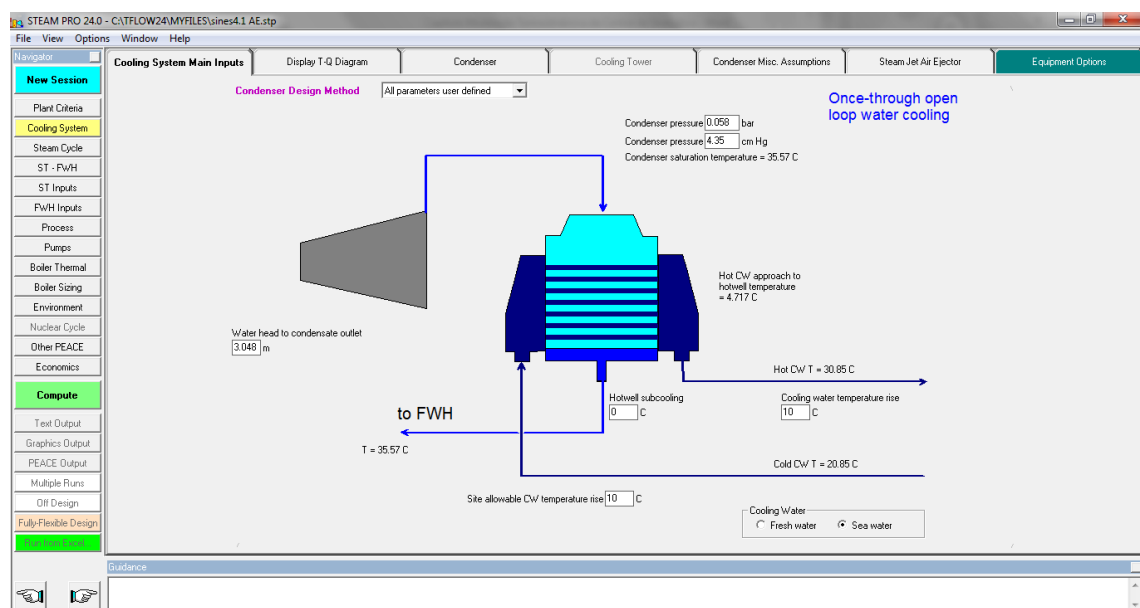 STEAM PRO 24.0 - C:\TFLOW24\MYFILES\sines4.1 AE.stp
File View Options Window Help
Navigator
New Session
Plant Criteria
Cooling System
Steam Cycle
ST - FWH
ST Inputs
FWH Inputs
Process
Pumps
Boiler Thermal
Boiler Sizing
Environment
Nuclear Cycle
Other PEACE
Economics
Compute
Text Output
Graphics Output
PEACE Output
Multiple Runs
Off Design
Fully-Flexible Design
Run from Excel...
Cooling System Main Inputs
Display T-Q Diagram
Condenser
Cooling Tower
Condenser Misc. Assumptions
Steam Jet Air Ejector
Equipment Options
Condenser Design Method All parameters user defined
Once-through open
loop water cooling
Condenser pressure 0.058 bar
Condenser pressure 4.35 cm Hg
Condenser saturation temperature = 35.57 C
Hot CW approach to
hotwell temperature
= 4.717 C
Water head to condensate outlet
3.048 m
Hot CW T = 30.85 C
Hotwell subcooling
0 C
Cooling water temperature rise
10 C
to FWH
T = 35.57 C
Cold CW T = 20.85 C
Site allowable CW temperature rise 10 C
Cooling Water
Fresh water
Sea water
Guidance